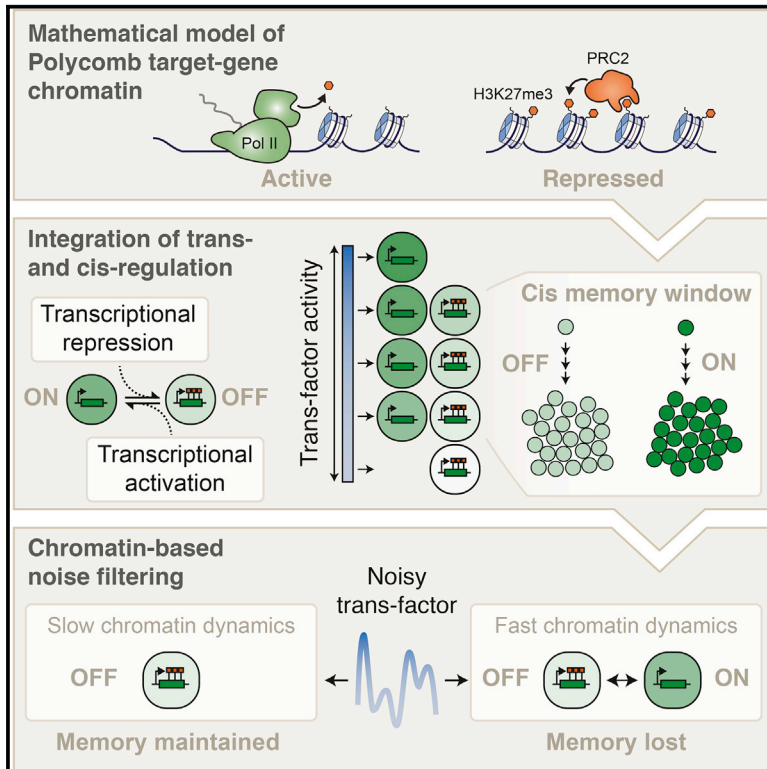 Mathematical model of
Polycomb target-gene
chromatin
PRC2
H3K27me3
Pol II
Active
Repressed
Integration of trans-
and cis-regulation
Transcriptional
repression
ON
OFF
Transcriptional
activation
Trans-factor activity
Cis memory window
OFF
ON
Chromatin-based
noise filtering
Noisy
trans-factor
Slow chromatin dynamics
OFF
Memory maintained
Fast chromatin dynamics
OFF
ON
Memory lost